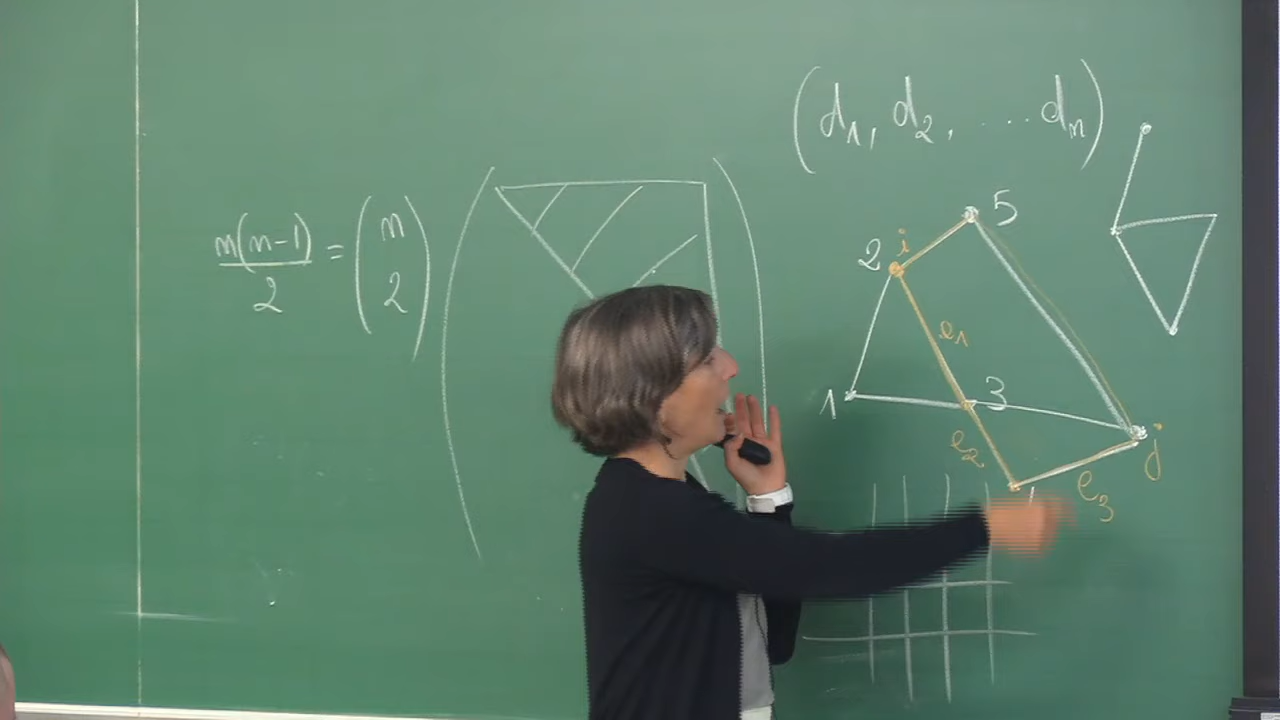 (d1, d2, .... dn)
n(n-1)/2 = (n 2)
5
2 i
e1
1
3
e2
j
e3